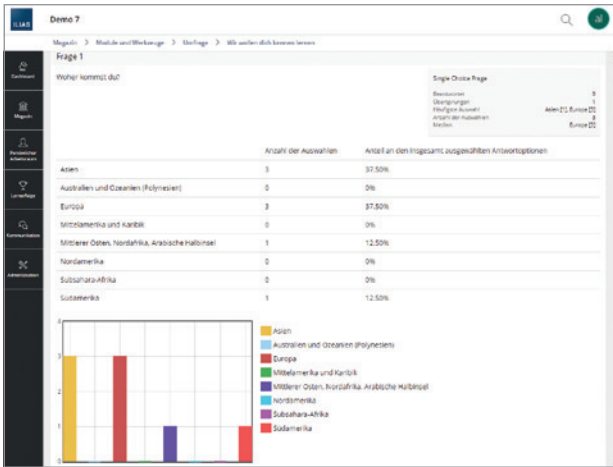 ILIAS
Demo 7
Magazin > Module und Werkzeuge > Umfrage > Wir wollen dich kennen lernen
Dashboard
Magazin
Persönlicher
Arbeitsraum
Lernerfolge
Kommunikation
Administration
Frage 1
Woher kommst du?
Single Choice Frage
Beantwortet
Übersprungen 1
Häufigste Auswahl Asien [1], Europa [3]
Anzahl der Auswahlen 3
Median Europa [3]
Anzahl der Auswahlen Anteil an den insgesamt ausgewählten Antwortoptionen
Asien 3 37.50%
Australien und Ozeanien (Polynesien) 0 0%
Europa 3 37.50%
Mittelamerika und Karibik 0 0%
Mittlerer Osten, Nordafrika, Arabische Halbinsel 1 12.50%
Nordamerika 0 0%
Subsahara-Afrika 0 0%
Südamerika 1 12.50%
4
3
2
1
0
Asien
Australien und Ozeanien (Polynesien)
Europa
Mittelamerika und Karibik
Mittlerer Osten, Nordafrika, Arabische Halbinsel
Nordamerika
Subsahara-Afrika
Südamerika